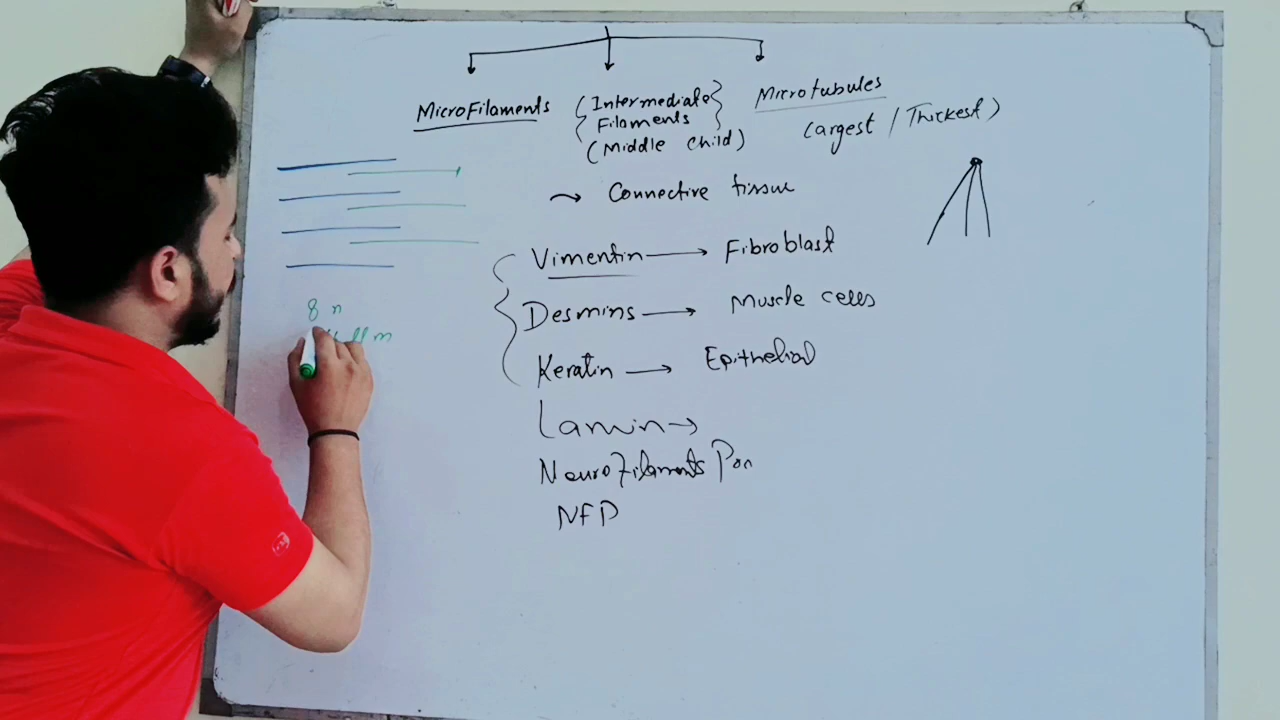 MicroFilaments
(Intermediate
Filaments
(Middle child)
Microtubules
Largest / Thickest)
Connective tissue
Vimentin → Fibroblast
Desmins → Muscle cells
Keratin → Epithelial
Lamin →
NeuroFilaments
NFP
8 n